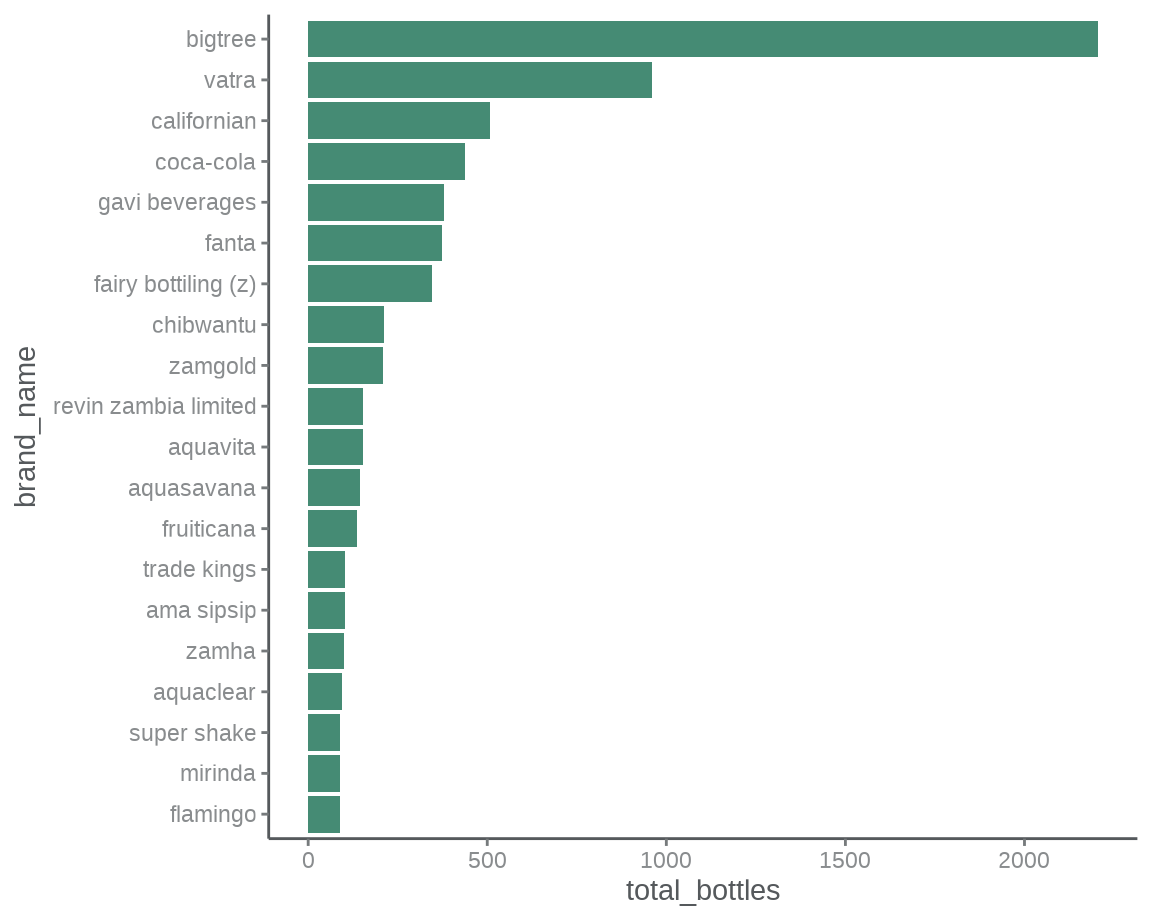 bigtree
vatra
californian
coca-cola
gavi beverages
fanta
fairy bottiling (z)
chibwantu
zamgold
revin zambia limited
aquavita
aquasavana
fruiticana
trade kings
ama sipsip
zamha
aquaclear
super shake
mirinda
flamingo
brand_name
0 500 1000 1500 2000
total_bottles